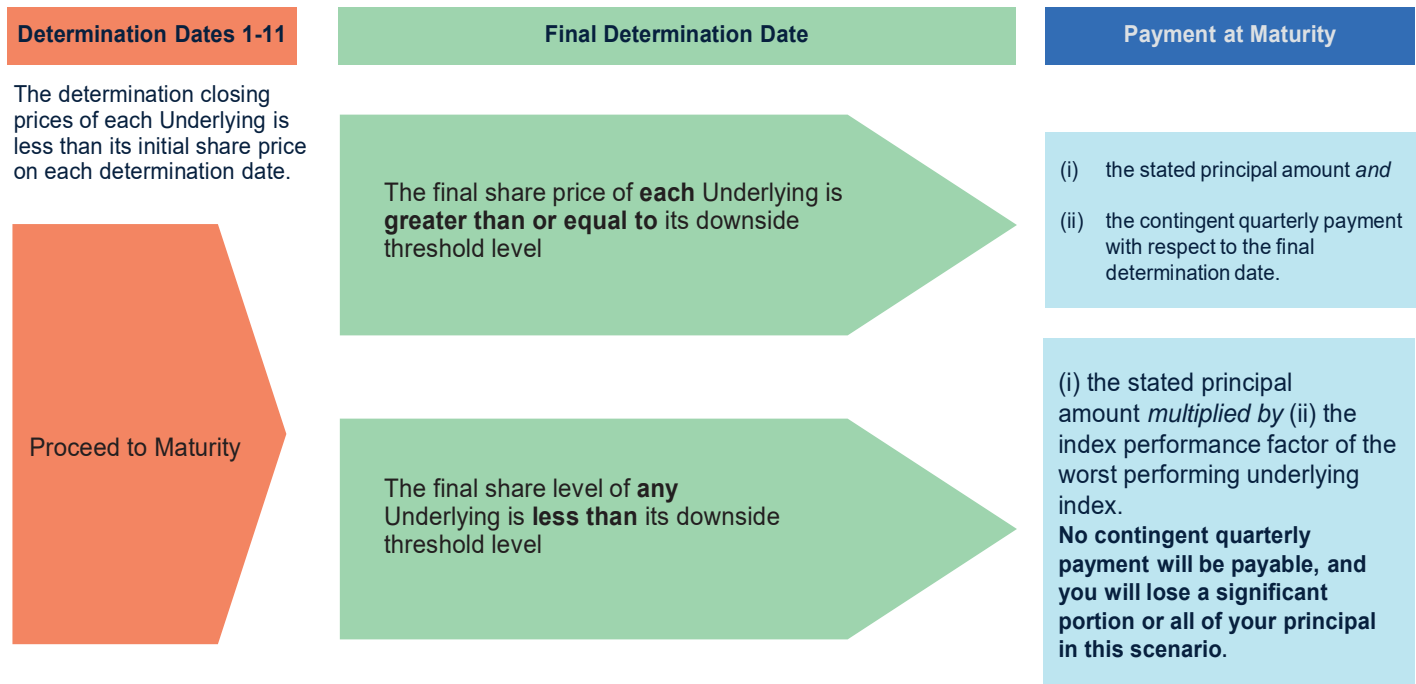 Determination Dates 1-11
Final Determination Date
Payment at Maturity
The determination closing
prices of each Underlying is
less than its initial share price
on each determination date.
Proceed to Maturity
The final share price of each Underlying is
greater than or equal to its downside
threshold level
(i) the stated principal amount and
(ii) the contingent quarterly payment
with respect to the final
determination date.
The final share level of any
Underlying is less than its downside
threshold level
(i) the stated principal
amount multiplied by (ii) the
index performance factor of the
worst performing underlying
index.
No contingent quarterly
payment will be payable, and
you will lose a significant
portion or all of your principal
in this scenario.